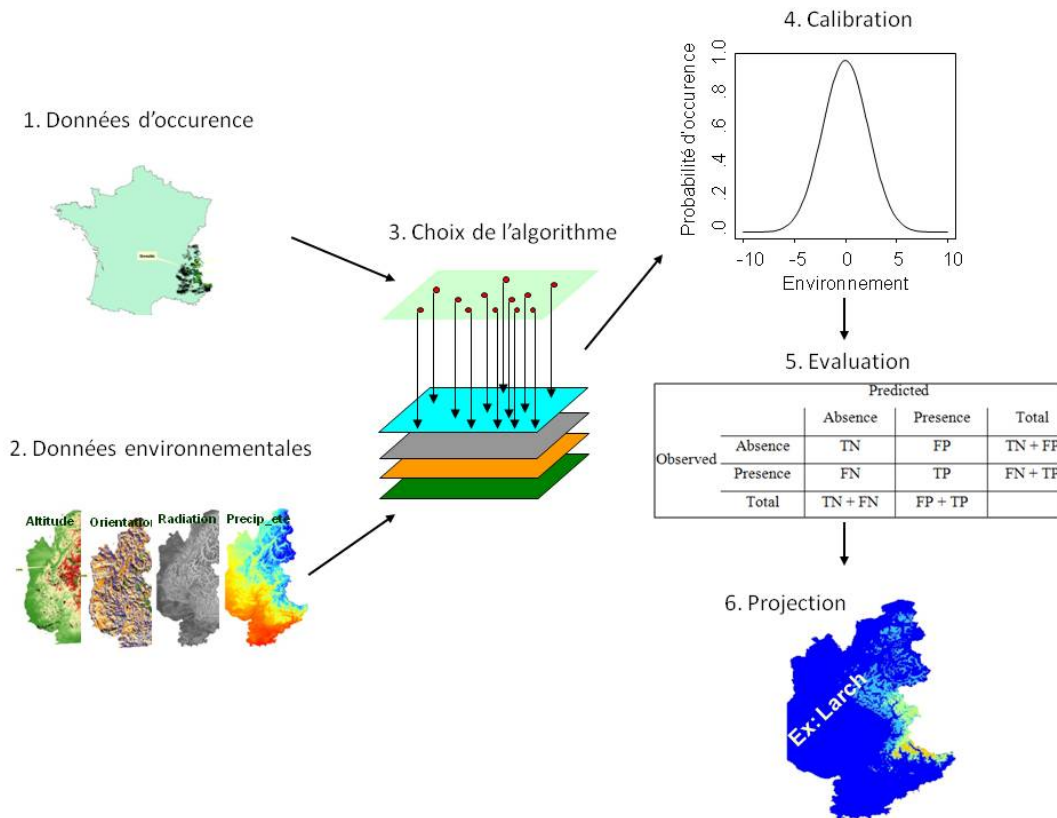 1. Données d'occurence
2. Données environnementales
Altitude
Orientation
Radiation
Precip_ete
3. Choix de l'algorithme
4. Calibration
Probabilité d'occurence
.0 .2 .4 .6 .8 1.0
-10 -5 0 5 10
Environnement
5. Evaluation
Predicted
Absence Presence Total
Observed
Absence TN FP TN + FP
Presence FN TP FN + TP
Total TN + FN FP + TP
6. Projection
Ex: Larch